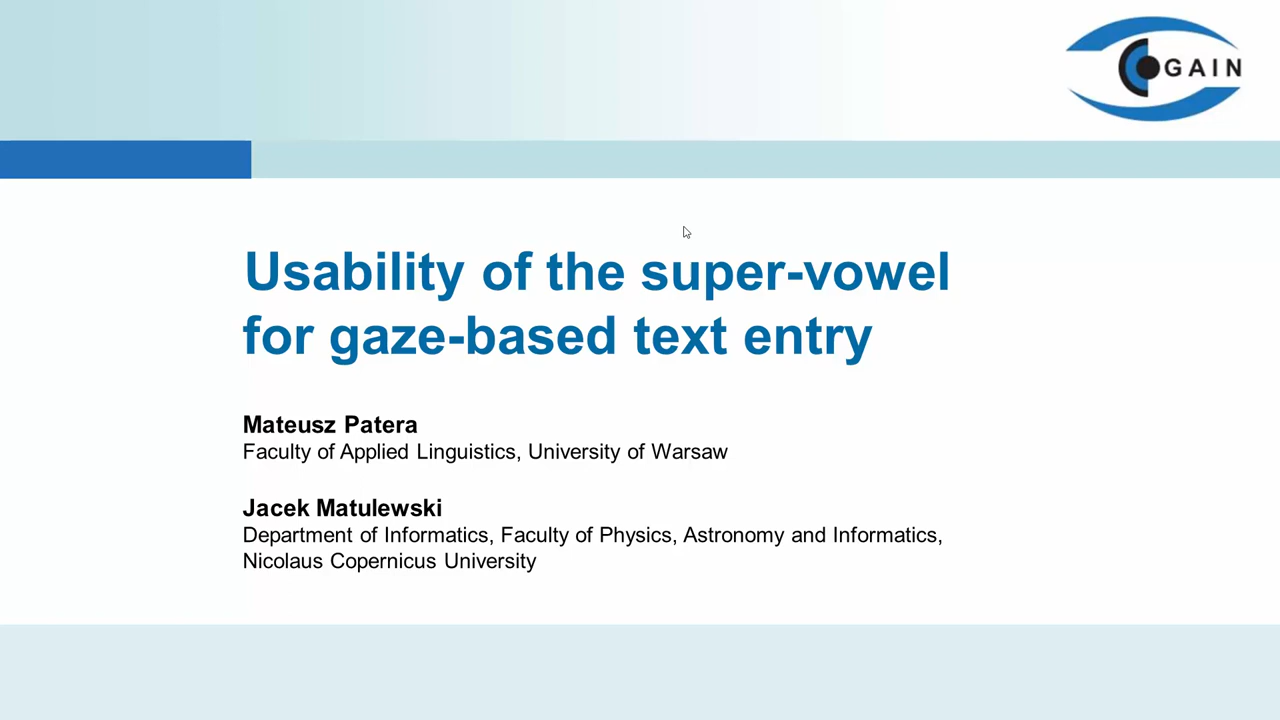 COGAIN
Usability of the super-vowel
for gaze-based text entry
Mateusz Patera
Faculty of Applied Linguistics, University of Warsaw
Jacek Matulewski
Department of Informatics, Faculty of Physics, Astronomy and Informatics,
Nicolaus Copernicus University